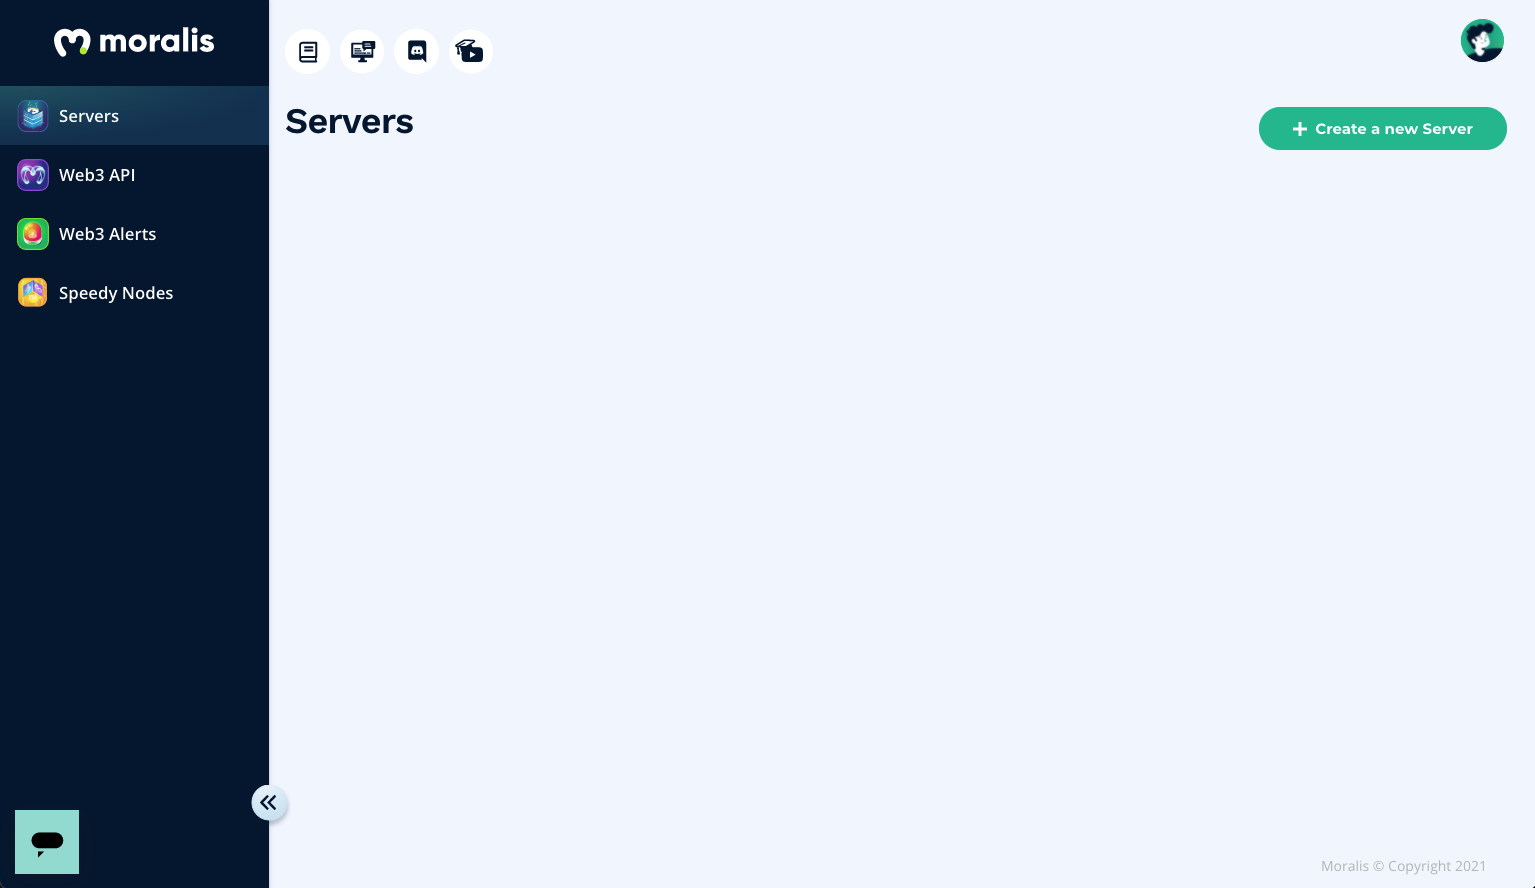 moralis
Servers
Web3 API
Web3 Alerts
Speedy Nodes
Servers
Create a new Server
Moralis © Copyright 2021